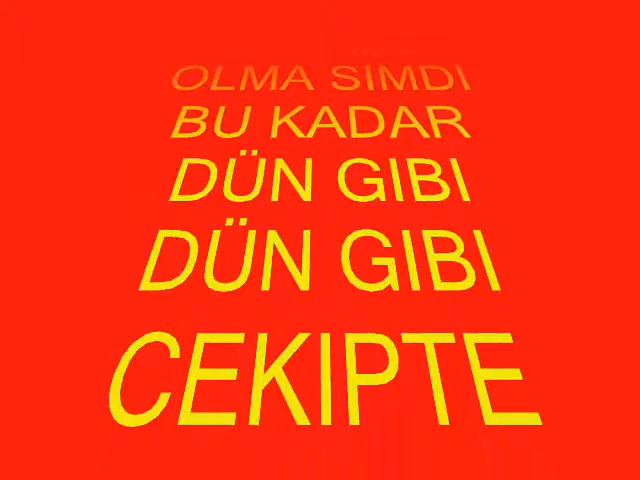 OLMA SIMDI
BU KADAR
DÜN GIBI
DÜN GIBI
CEKIPTE